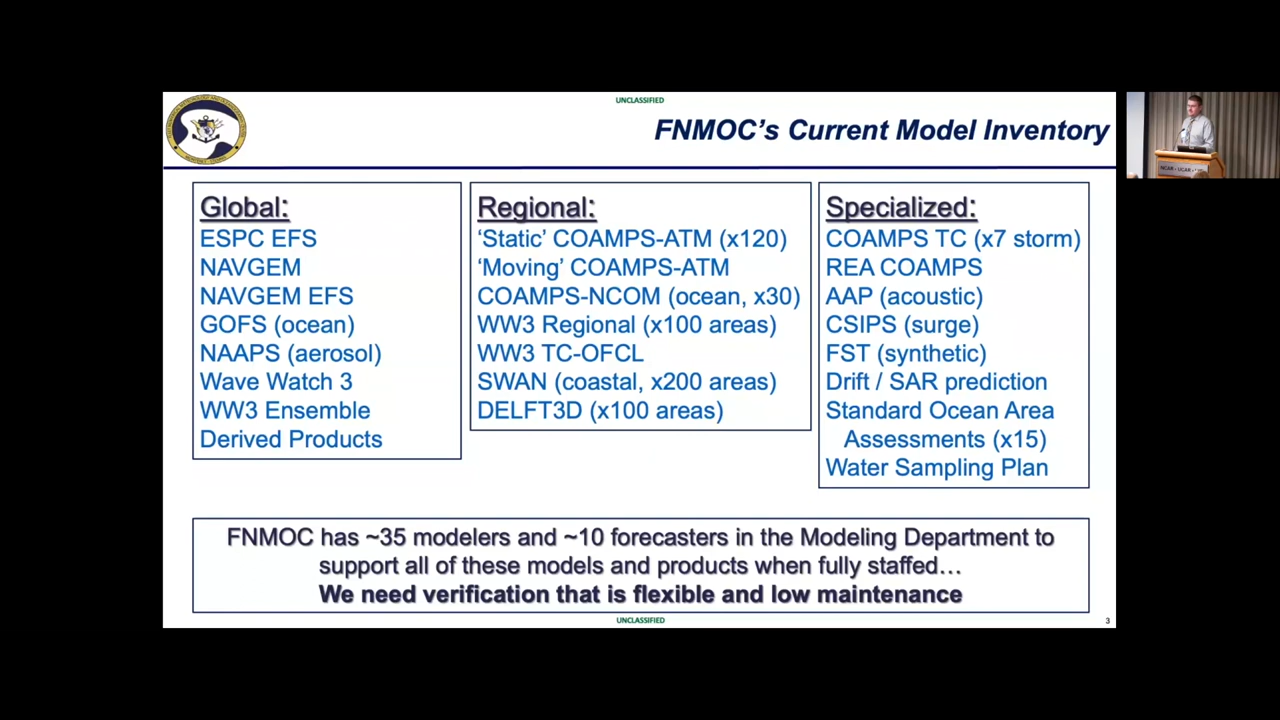 UNCLASSIFIED
FNMOC's Current Model Inventory
Global:
ESPC EFS
NAVGEM
NAVGEM EFS
GOFS (ocean)
NAAPS (aerosol)
Wave Watch 3
WW3 Ensemble
Derived Products
Regional:
‘Static’ COAMPS-ATM (x120)
‘Moving’ COAMPS-ATM
COAMPS-NCOM (ocean, x30)
WW3 Regional (x100 areas)
WW3 TC-OFCL
SWAN (coastal, x200 areas)
DELFT3D (x100 areas)
Specialized:
COAMPS TC (x7 storm)
REA COAMPS
AAP (acoustic)
CSIPS (surge)
FST (synthetic)
Drift / SAR prediction
Standard Ocean Area
Assessments (x15)
Water Sampling Plan
FNMOC has ~35 modelers and ~10 forecasters in the Modeling Department to
support all of these models and products when fully staffed…
We need verification that is flexible and low maintenance
UNCLASSIFIED
3